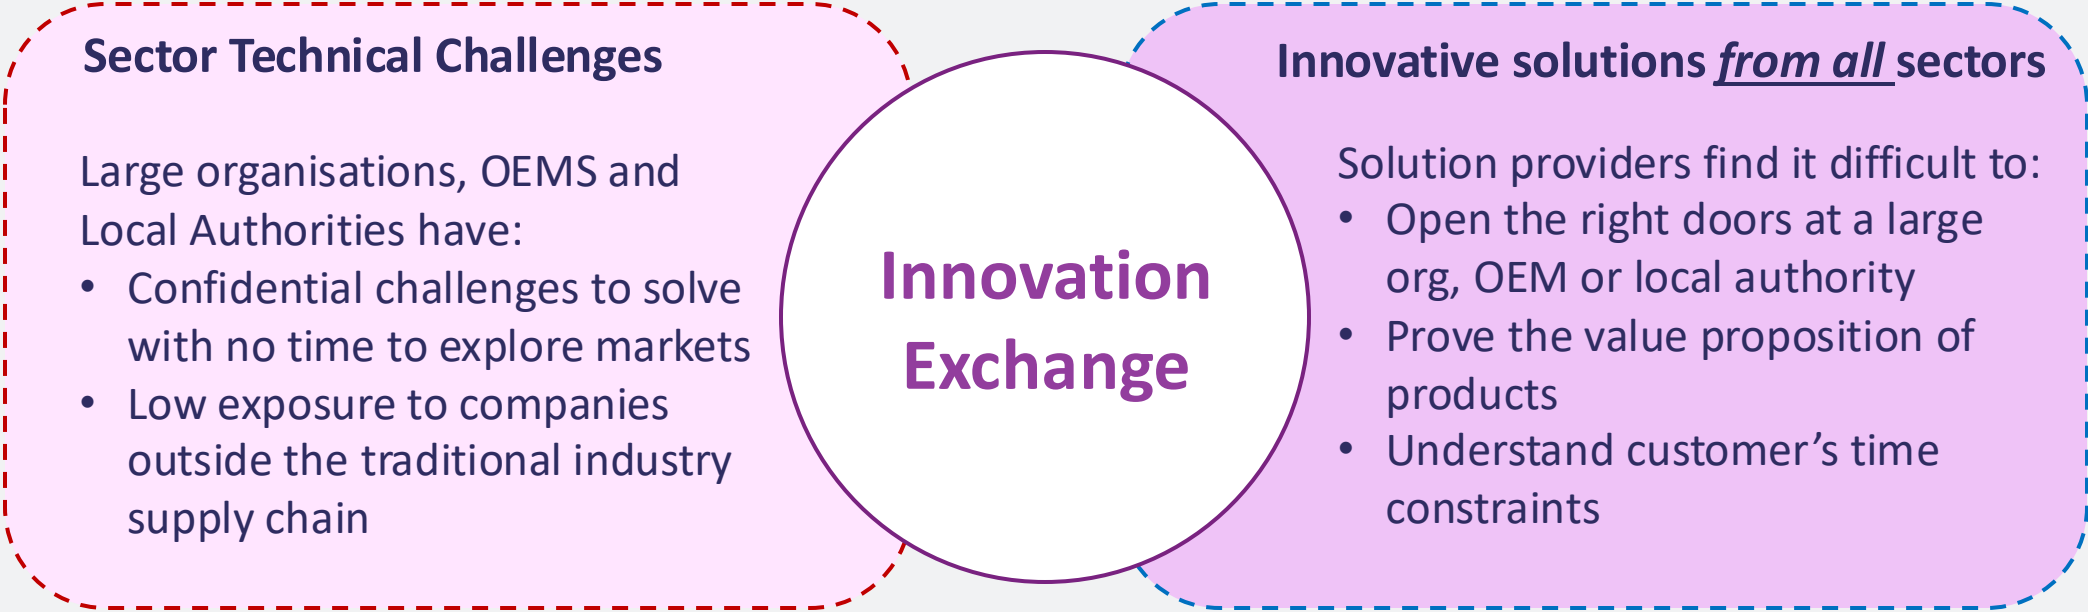 Sector Technical Challenges
Large organisations, OEMS and
Local Authorities have:
• Confidential challenges to solve
with no time to explore markets
• Low exposure to companies
outside the traditional industry
supply chain
Innovation
Exchange
Innovative solutions from all sectors
Solution providers find it difficult to:
• Open the right doors at a large
org, OEM or local authority
• Prove the value proposition of
products
• Understand customer’s time
constraints